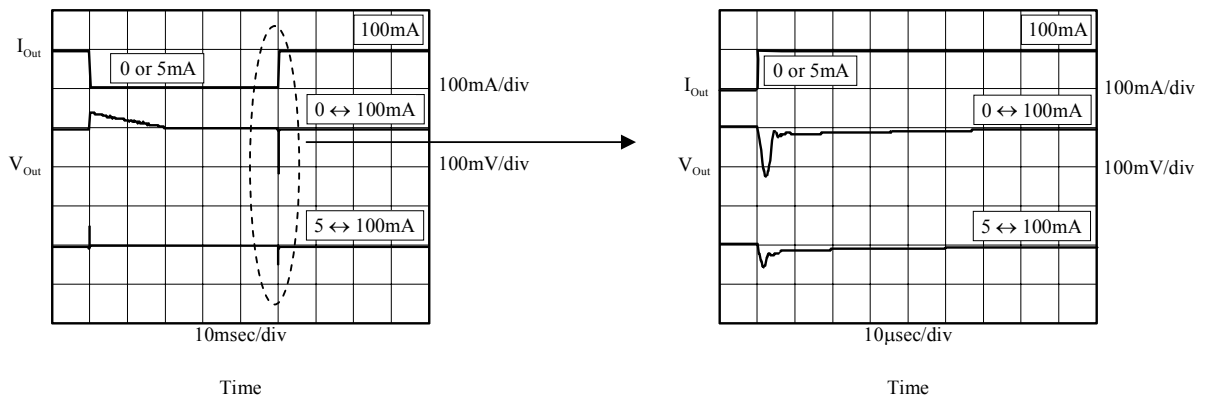 I_Out
100mA
0 or 5mA
100mA/div
0 ↔ 100mA
V_Out
100mV/div
5 ↔ 100mA
10msec/div
Time
100mA
0 or 5mA
I_Out
100mA/div
0 ↔ 100mA
V_Out
100mV/div
5 ↔ 100mA
10μsec/div
Time